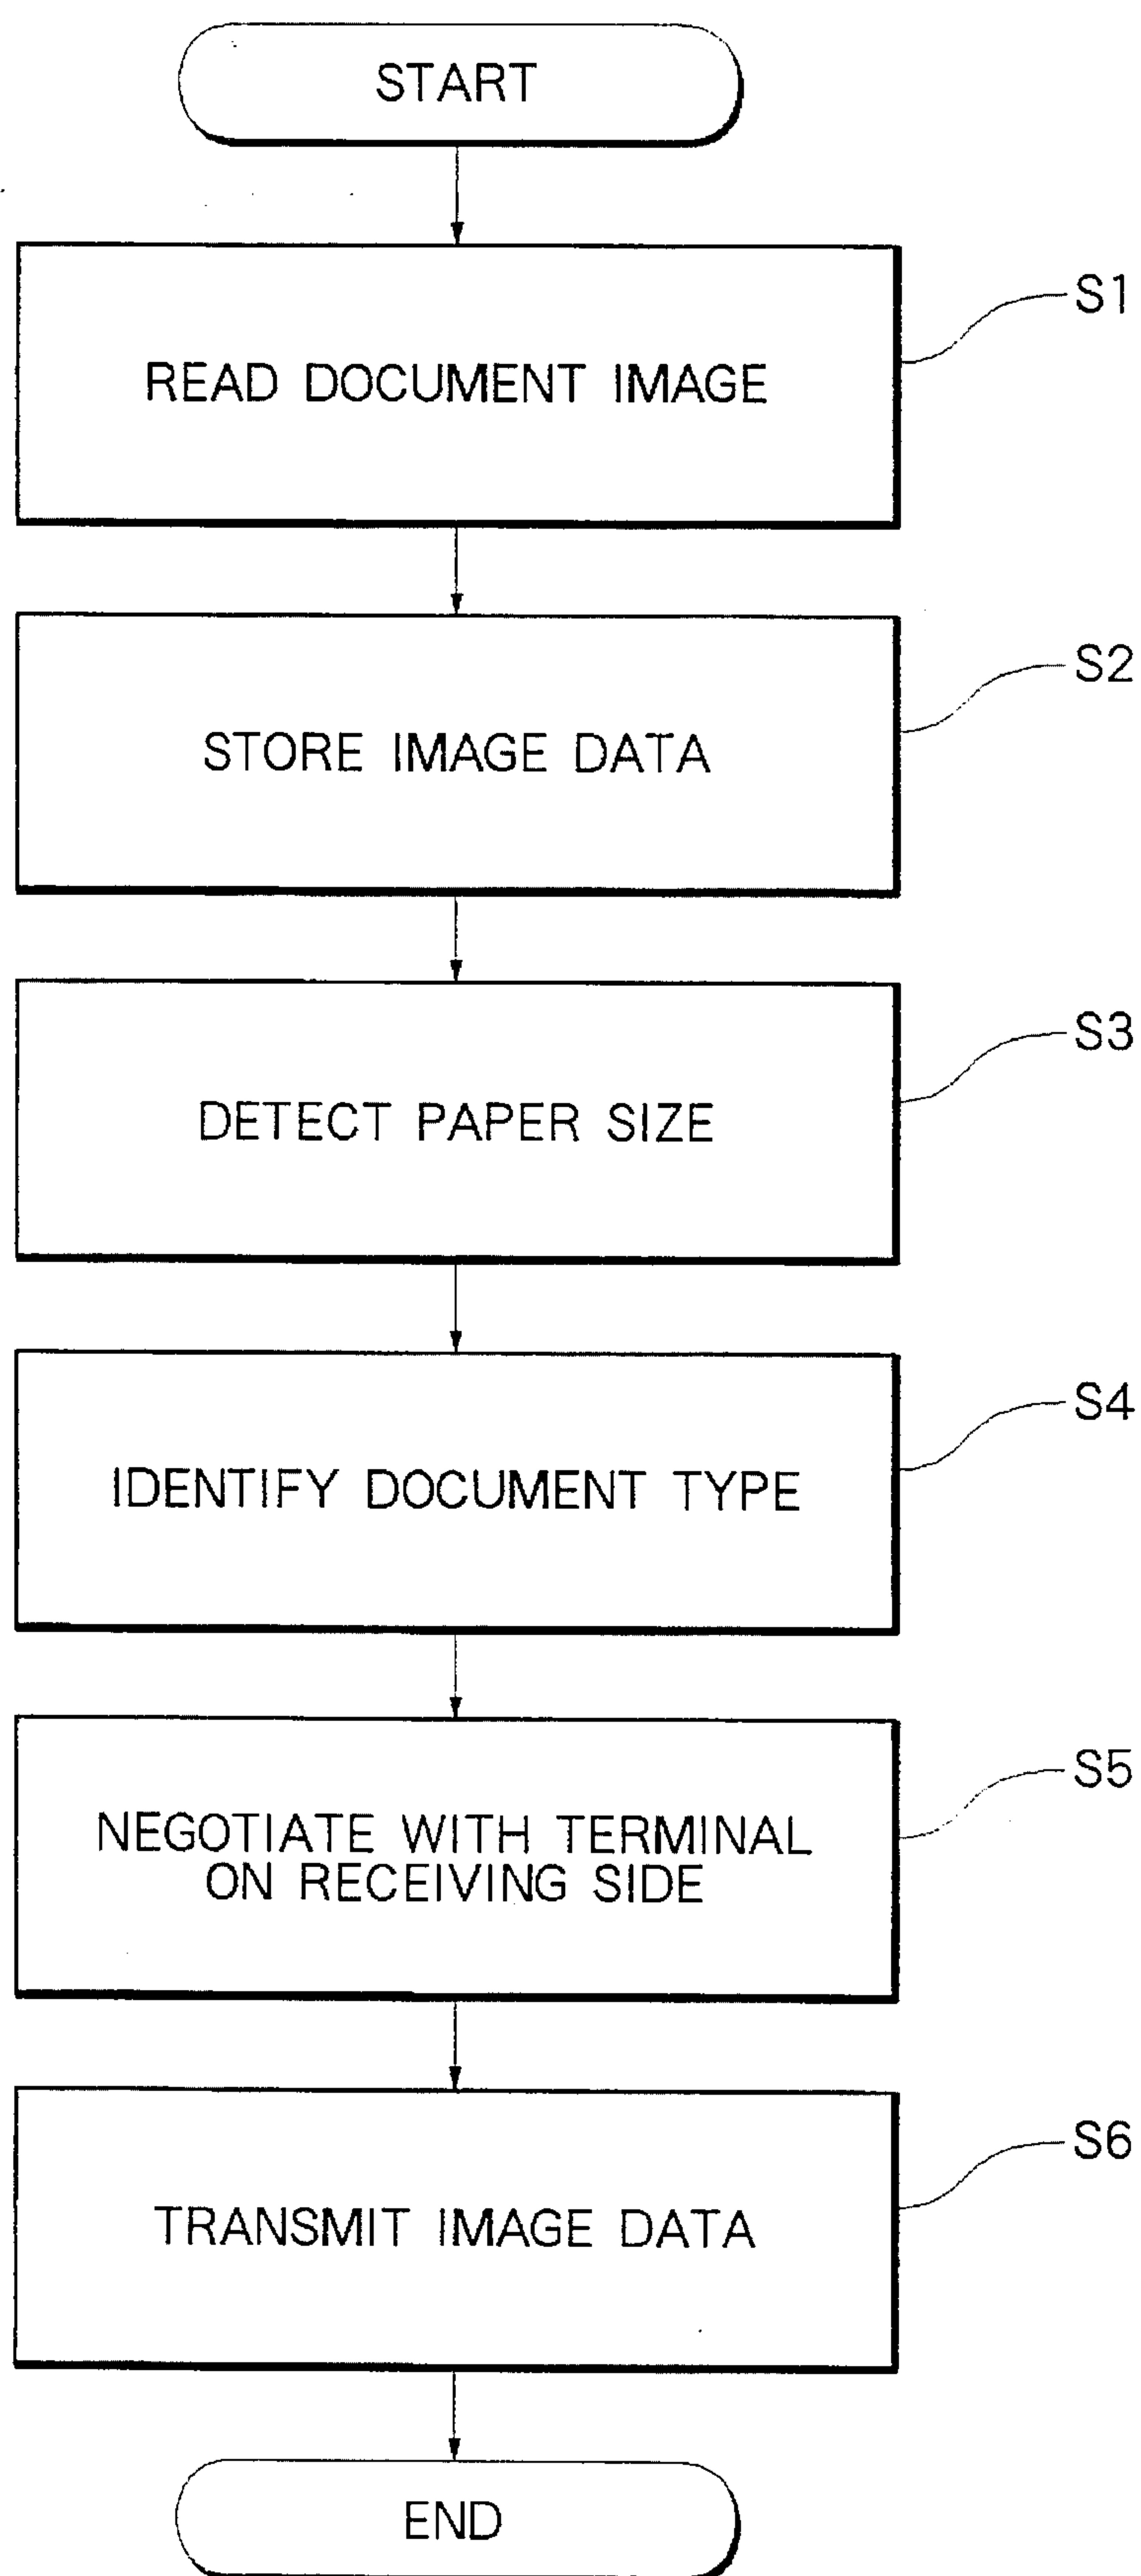 START
READ DOCUMENT IMAGE
S1
STORE IMAGE DATA
S2
DETECT PAPER SIZE
S3
IDENTIFY DOCUMENT TYPE
S4
NEGOTIATE WITH TERMINAL
ON RECEIVING SIDE
S5
TRANSMIT IMAGE DATA
S6
END